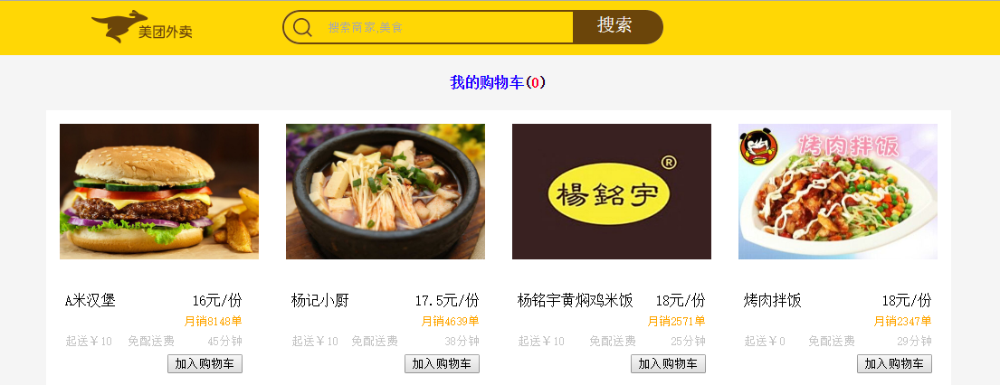 美团外卖
搜索商家,美食
搜索
我的购物车(0)
楊銘宇®
烤肉拌饭
A米汉堡 16元/份
月销8148单
起送￥10 免配送费 45分钟
加入购物车
杨记小厨 17.5元/份
月销4639单
起送￥10 免配送费 38分钟
加入购物车
杨铭宇黄焖鸡米饭 18元/份
月销2571单
起送￥10 免配送费 25分钟
加入购物车
烤肉拌饭 18元/份
月销2347单
起送￥0 免配送费 29分钟
加入购物车